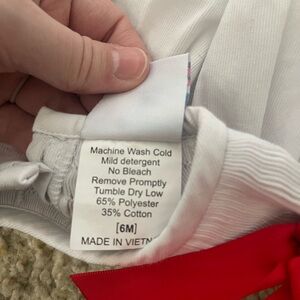 Machine Wash Cold
Mild detergent
No Bleach
Remove Promptly
Tumble Dry Low
65% Polyester
35% Cotton
[6M]
MADE IN VIETN